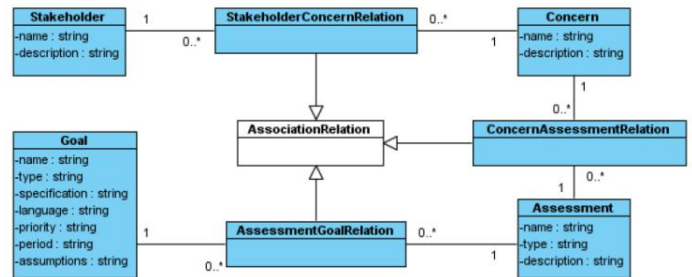 Stakeholder
-name : string
-description : string
1
0..*
StakeholderConcernRelation
0..*
1
Concern
-name : string
-description : string
1
0..*
AssociationRelation
ConcernAssessmentRelation
0..*
1
Goal
-name : string
-type : string
-specification : string
-language : string
-priority : string
-period : string
-assumptions : string
1
0..*
AssessmentGoalRelation
0..*
1
Assessment
-name : string
-type : string
-description : string